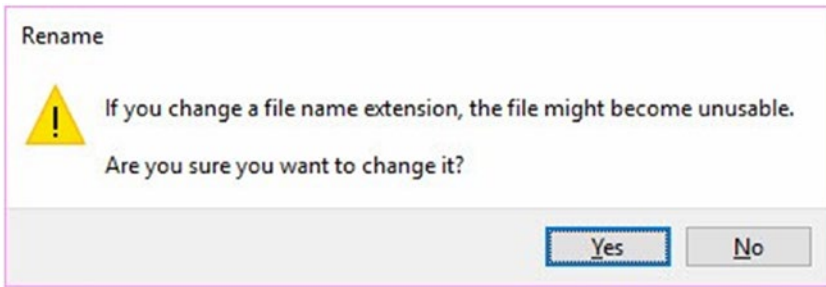 Rename
If you change a file name extension, the file might become unusable.
Are you sure you want to change it?
Yes
No